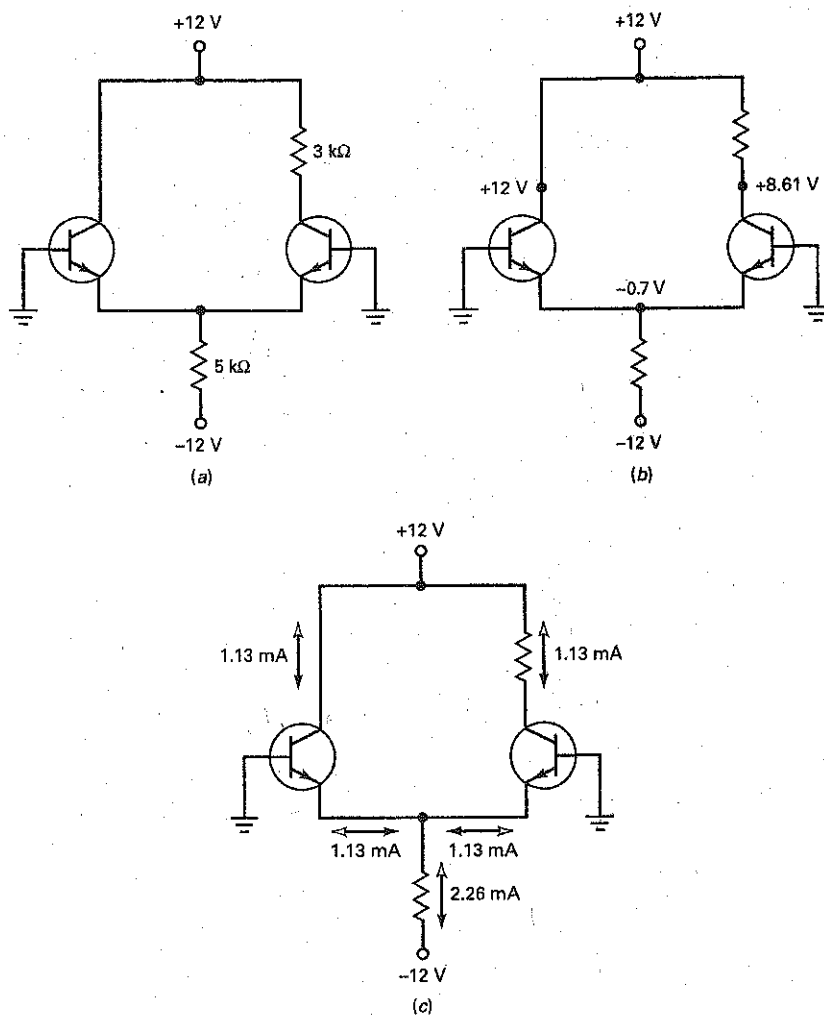 +12 V
3 kΩ
5 kΩ
–12 V
(a)
+12 V
+12 V
+8.61 V
–0.7 V
–12 V
(b)
+12 V
1.13 mA
1.13 mA
1.13 mA
1.13 mA
2.26 mA
–12 V
(c)